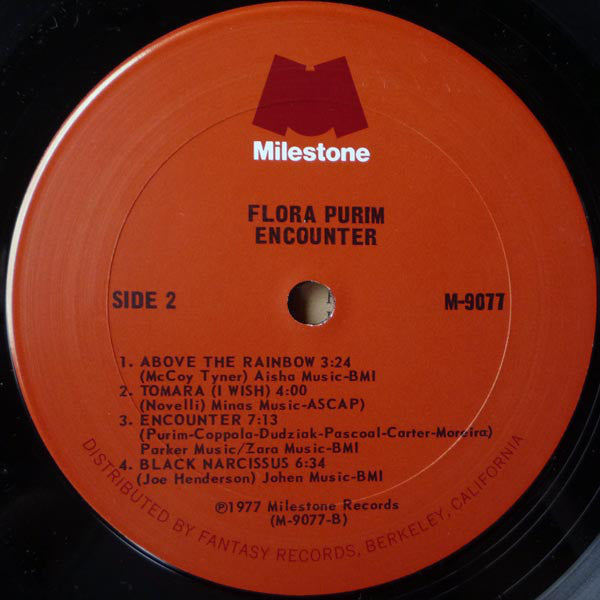 Milestone
FLORA PURIM
ENCOUNTER
SIDE 2
M-9077
1. ABOVE THE RAINBOW 3:24
(McCoy Tyner) Aisha Music-BMI
2. TOMARA (I WISH) 4:00
(Novelli) Minas Music-ASCAP)
3. ENCOUNTER 7:13
(Purim-Coppola-Dudziak-Pascoal-Carter-Moreira)
Parker Music/Zara Music-BMI
4. BLACK NARCISSUS 6:34
(Joe Henderson) Johen Music-BMI
℗1977 Milestone Records
(M-9077-B)
DISTRIBUTED BY FANTASY RECORDS, BERKELEY, CALIFORNIA